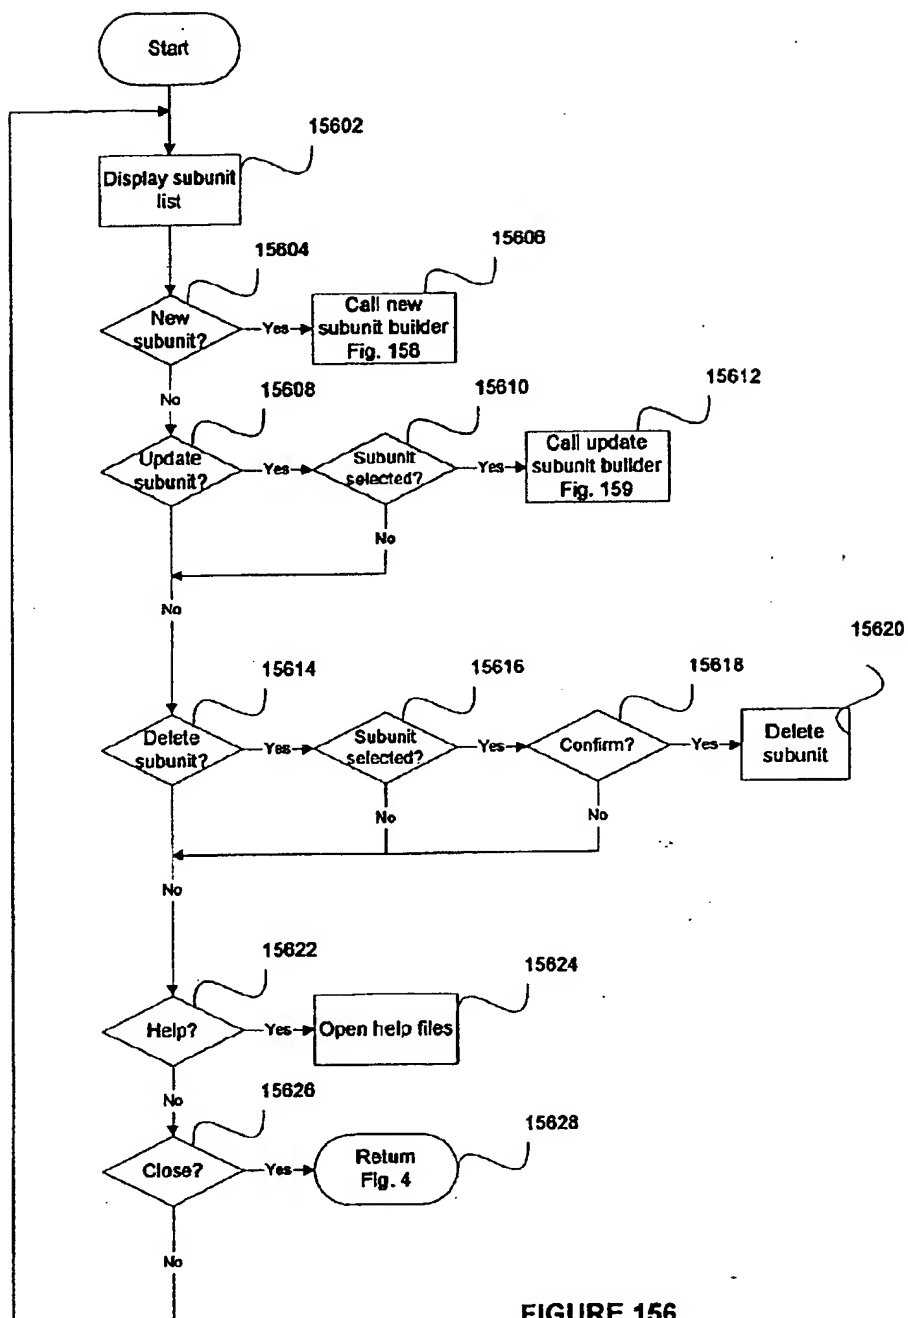 Start
15602
Display subunit
list
15604
New
subunit?
Yes
15606
Call new
subunit builder
Fig. 158
No
15608
Update
subunit?
Yes
15610
Subunit
selected?
Yes
15612
Call update
subunit builder
Fig. 159
No
No
15614
Delete
subunit?
Yes
15616
Subunit
selected?
Yes
15618
Confirm?
Yes
15620
Delete
subunit
No
No
No
15622
Help?
Yes
15624
Open help files
No
15626
Close?
Yes
15628
Return
Fig. 4
No
FIGURE 156